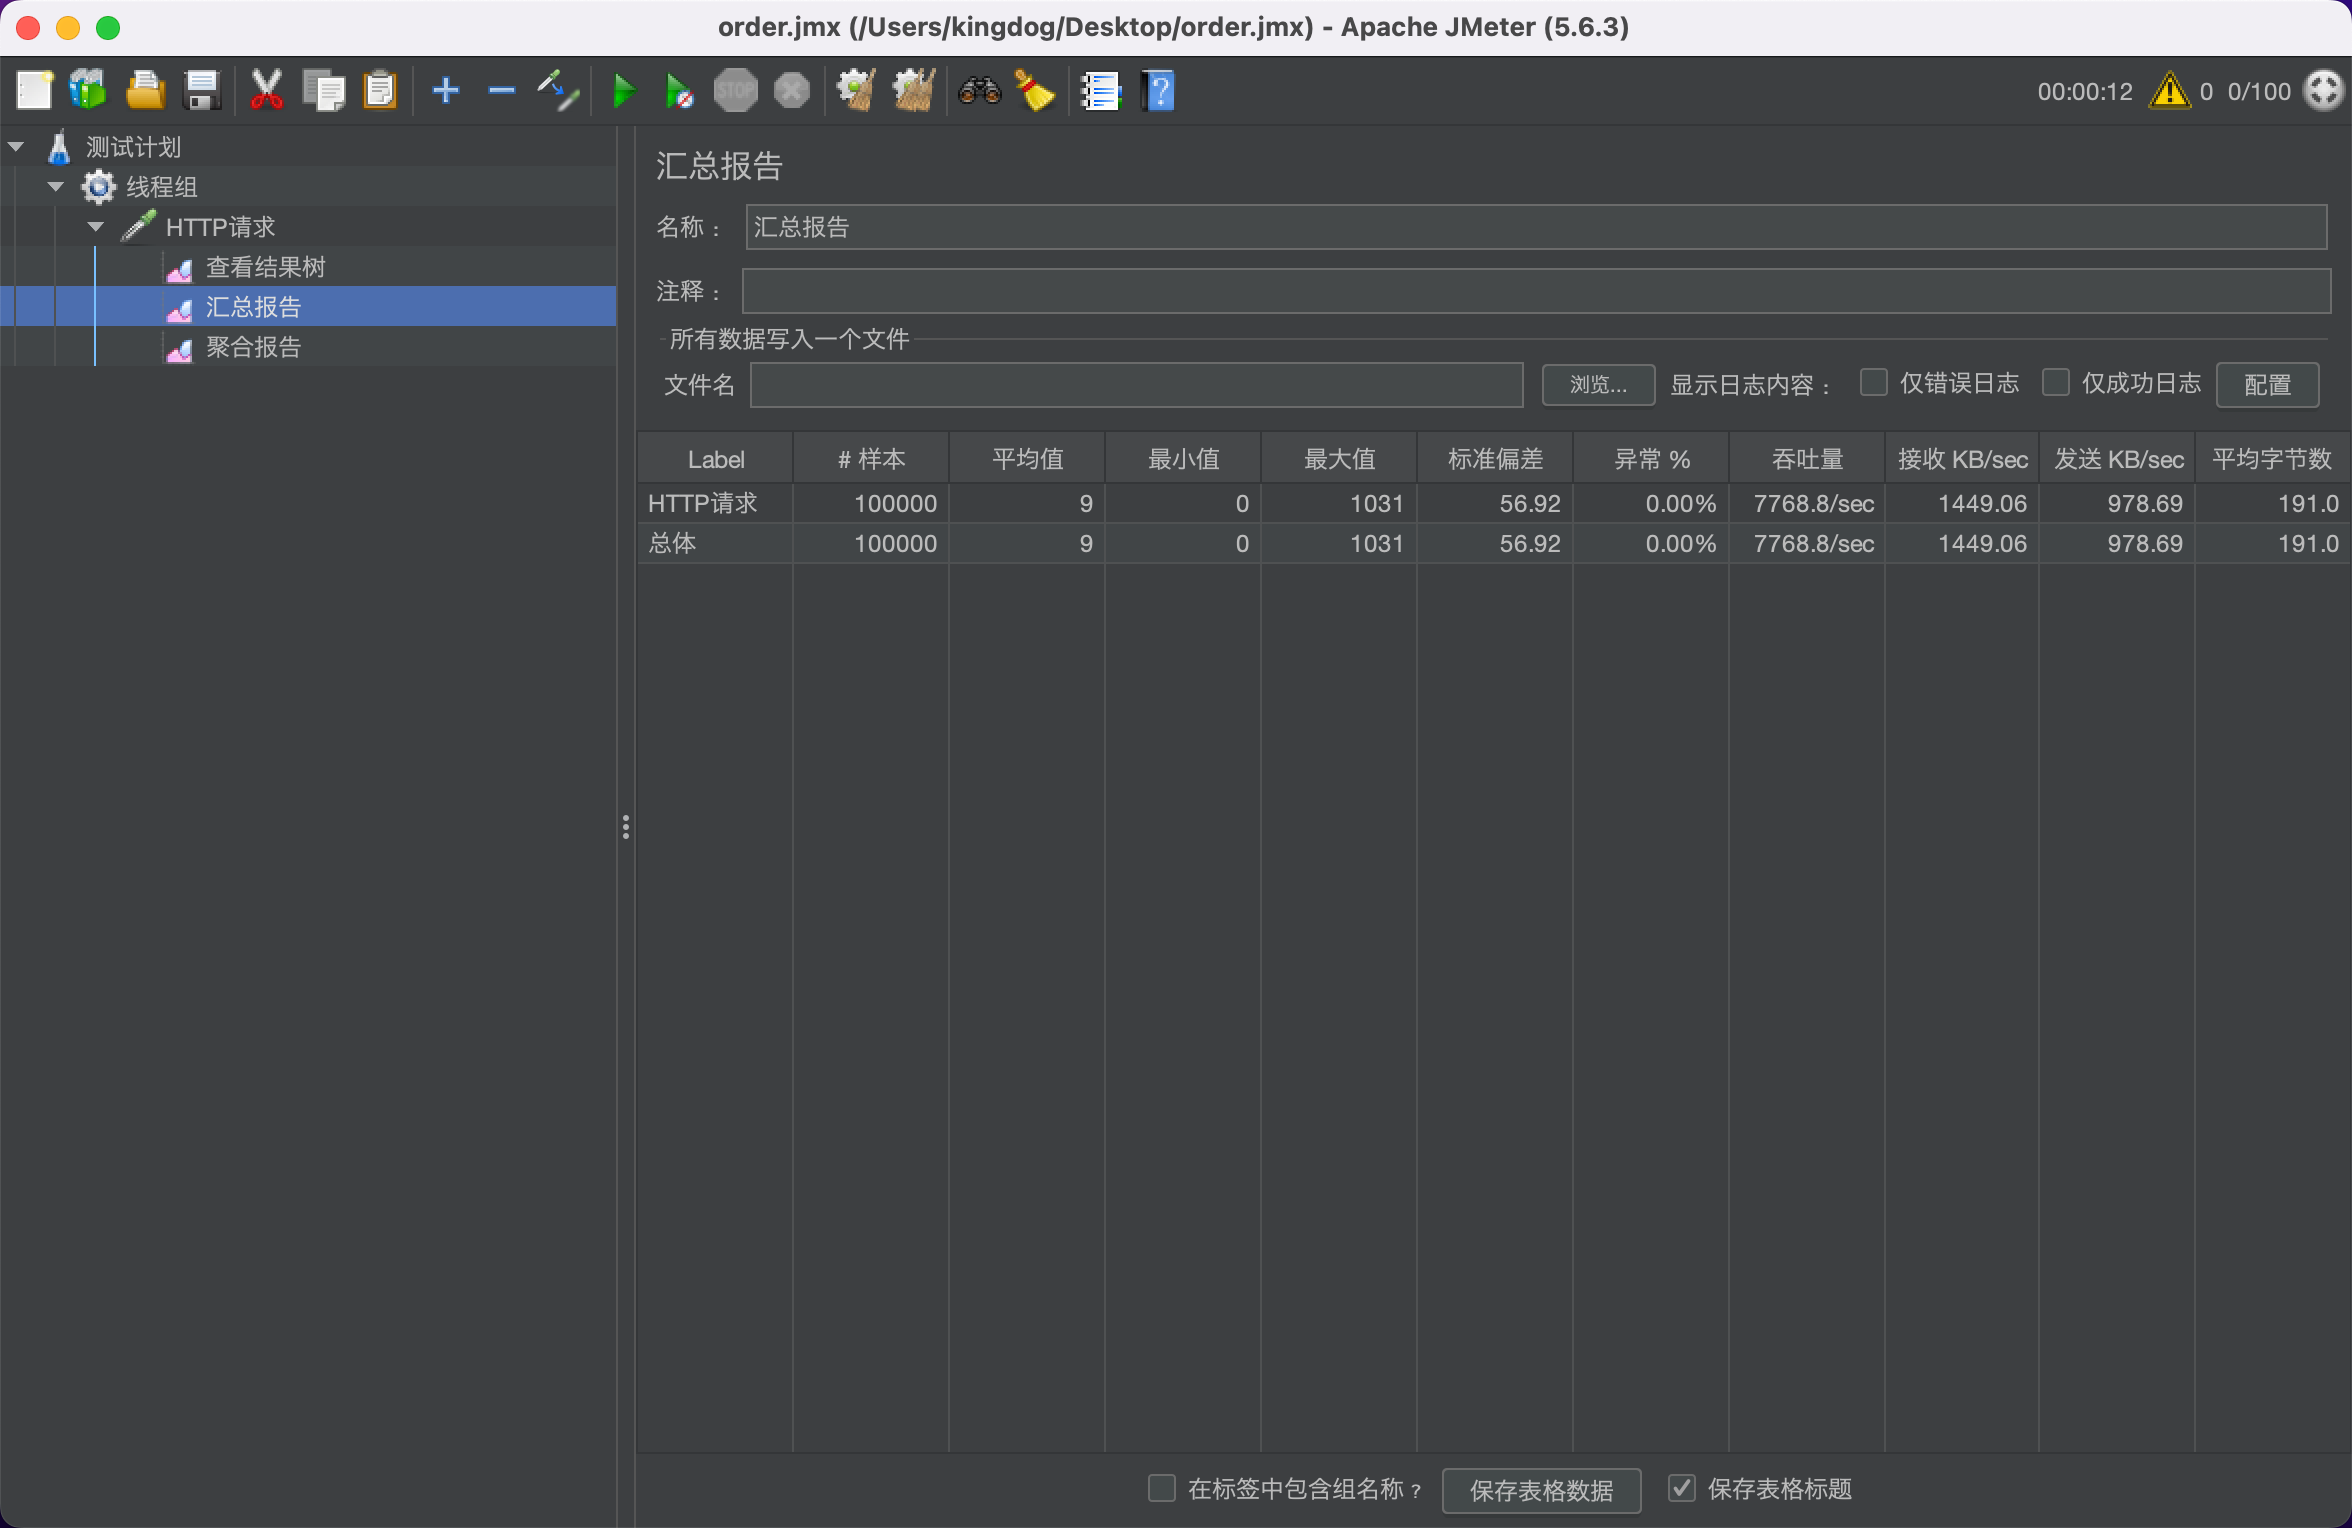 order.jmx (/Users/kingdog/Desktop/order.jmx) - Apache JMeter (5.6.3)
STOP ? 00:00:12 0 0/100
测试计划
线程组
HTTP请求
查看结果树
汇总报告
聚合报告
汇总报告
名称： 汇总报告
注释：
所有数据写入一个文件
文件名 浏览... 显示日志内容： 仅错误日志 仅成功日志 配置
Label # 样本 平均值 最小值 最大值 标准偏差 异常 % 吞吐量 接收 KB/sec 发送 KB/sec 平均字节数
HTTP请求 100000 9 0 1031 56.92 0.00% 7768.8/sec 1449.06 978.69 191.0
总体 100000 9 0 1031 56.92 0.00% 7768.8/sec 1449.06 978.69 191.0
在标签中包含组名称？ 保存表格数据 保存表格标题